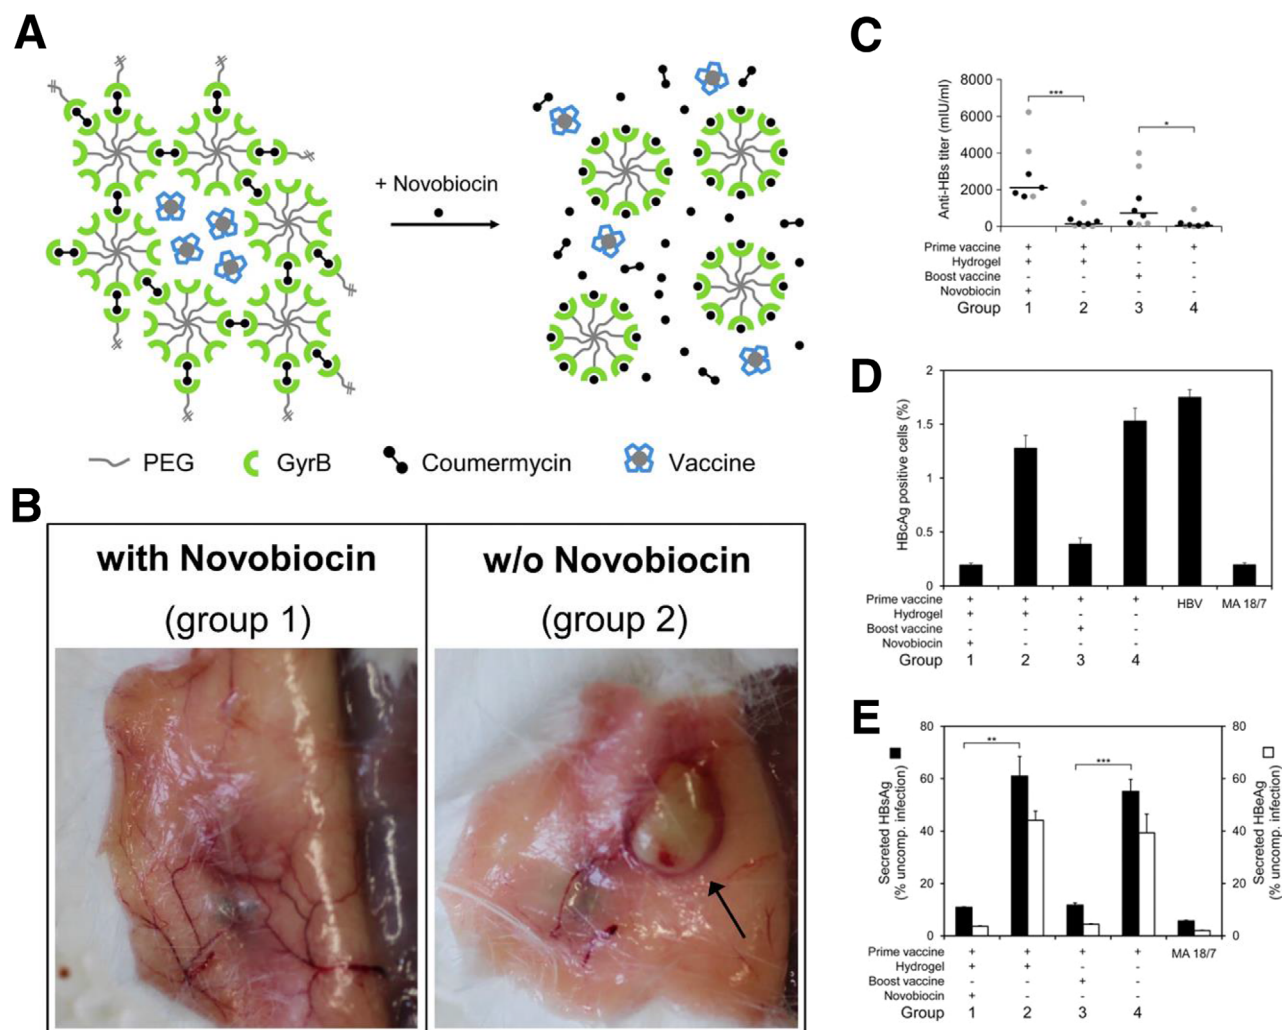 A
+ Novobiocin
PEG
GyrB
Coumermycin
Vaccine
B
with Novobiocin
(group 1)
w/o Novobiocin
(group 2)
C
Anti-HBs titer (mIU/ml)
8000
6000
4000
2000
0
***
*
Prime vaccine + + + +
Hydrogel + + - -
Boost vaccine - - + -
Novobiocin + - - -
Group 1 2 3 4
D
HBcAg positive cells (%)
2
1.5
1
0.5
0
Prime vaccine + + + + HBV MA 18/7
Hydrogel + + - -
Boost vaccine - - + -
Novobiocin + - - -
Group 1 2 3 4
E
Secreted HBsAg
(% uncomp. infection)
80
60
40
20
0
**
***
80
60
40
20
0
Secreted HBeAg
(% uncomp. infection)
Prime vaccine + + + + MA 18/7
Hydrogel + + - -
Boost vaccine - - + -
Novobiocin + - - -
Group 1 2 3 4